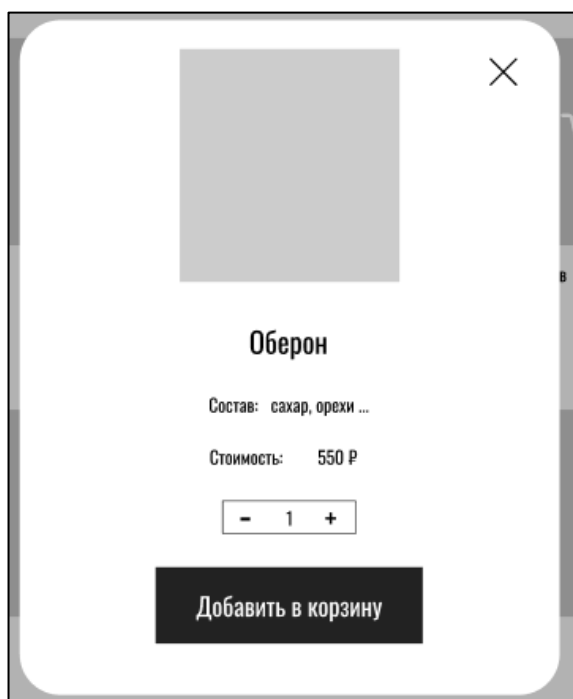 Оберон
Состав: сахар, орехи ...
Стоимость: 550 ₽
- 1 +
Добавить в корзину
в